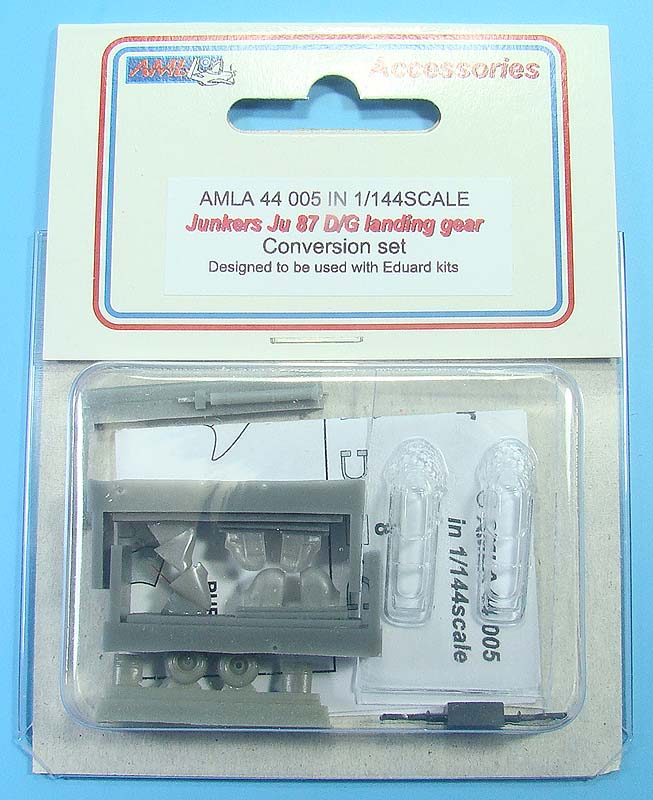 AML
Accessories
AMLA 44 005 IN 1/144SCALE
Junkers Ju 87 D/G landing gear
Conversion set
Designed to be used with Eduard kits
005
in 1/144scale